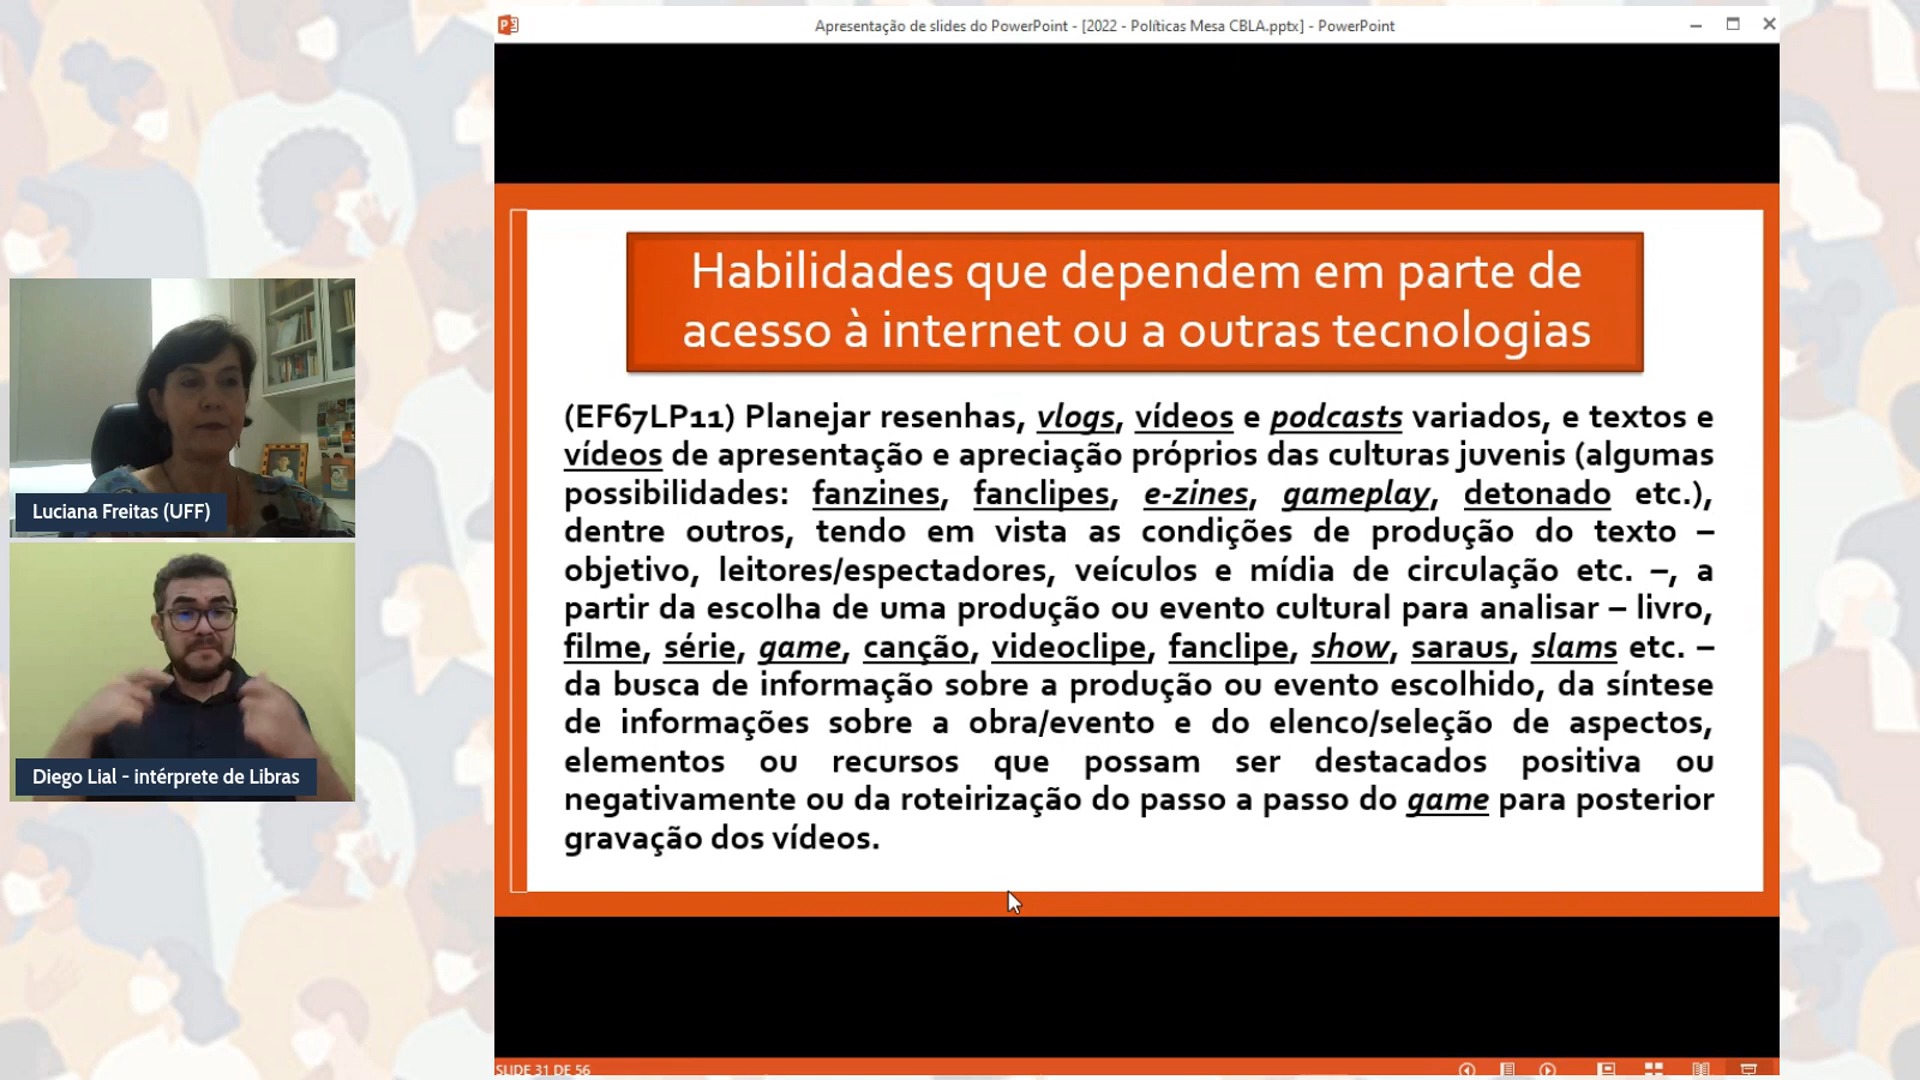 Apresentação de slides do PowerPoint - [2022 - Políticas Mesa CBLA.pptx] - PowerPoint
Habilidades que dependem em parte de
acesso à internet ou a outras tecnologias
(EF67LP11) Planejar resenhas, vlogs, vídeos e podcasts variados, e textos e
vídeos de apresentação e apreciação próprios das culturas juvenis (algumas
possibilidades: fanzines, fanclipes, e-zines, gameplay, detonado etc.),
dentre outros, tendo em vista as condições de produção do texto –
objetivo, leitores/espectadores, veículos e mídia de circulação etc. –, a
partir da escolha de uma produção ou evento cultural para analisar – livro,
filme, série, game, canção, videoclipe, fanclipe, show, saraus, slams etc. –
da busca de informação sobre a produção ou evento escolhido, da síntese
de informações sobre a obra/evento e do elenco/seleção de aspectos,
elementos ou recursos que possam ser destacados positiva ou
negativamente ou da roteirização do passo a passo do game para posterior
gravação dos vídeos.
Luciana Freitas (UFF)
Diego Lial - intérprete de Libras
SLIDE 31 DE 56